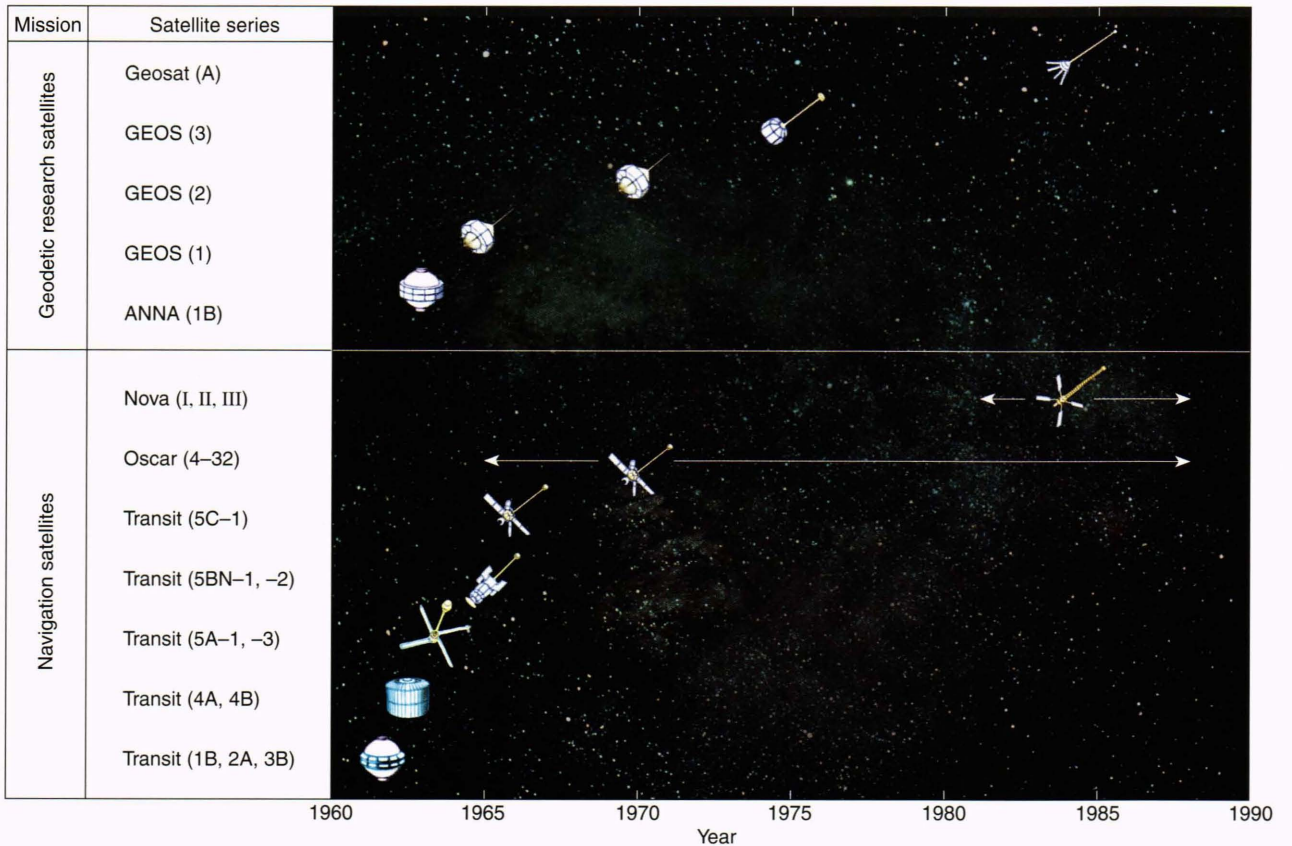 Mission
Satellite series
Geodetic research satellites
Geosat (A)
GEOS (3)
GEOS (2)
GEOS (1)
ANNA (1B)
Navigation satellites
Nova (I, II, III)
Oscar (4–32)
Transit (5C–1)
Transit (5BN–1, –2)
Transit (5A–1, –3)
Transit (4A, 4B)
Transit (1B, 2A, 3B)
1960 1965 1970 1975 1980 1985 1990
Year